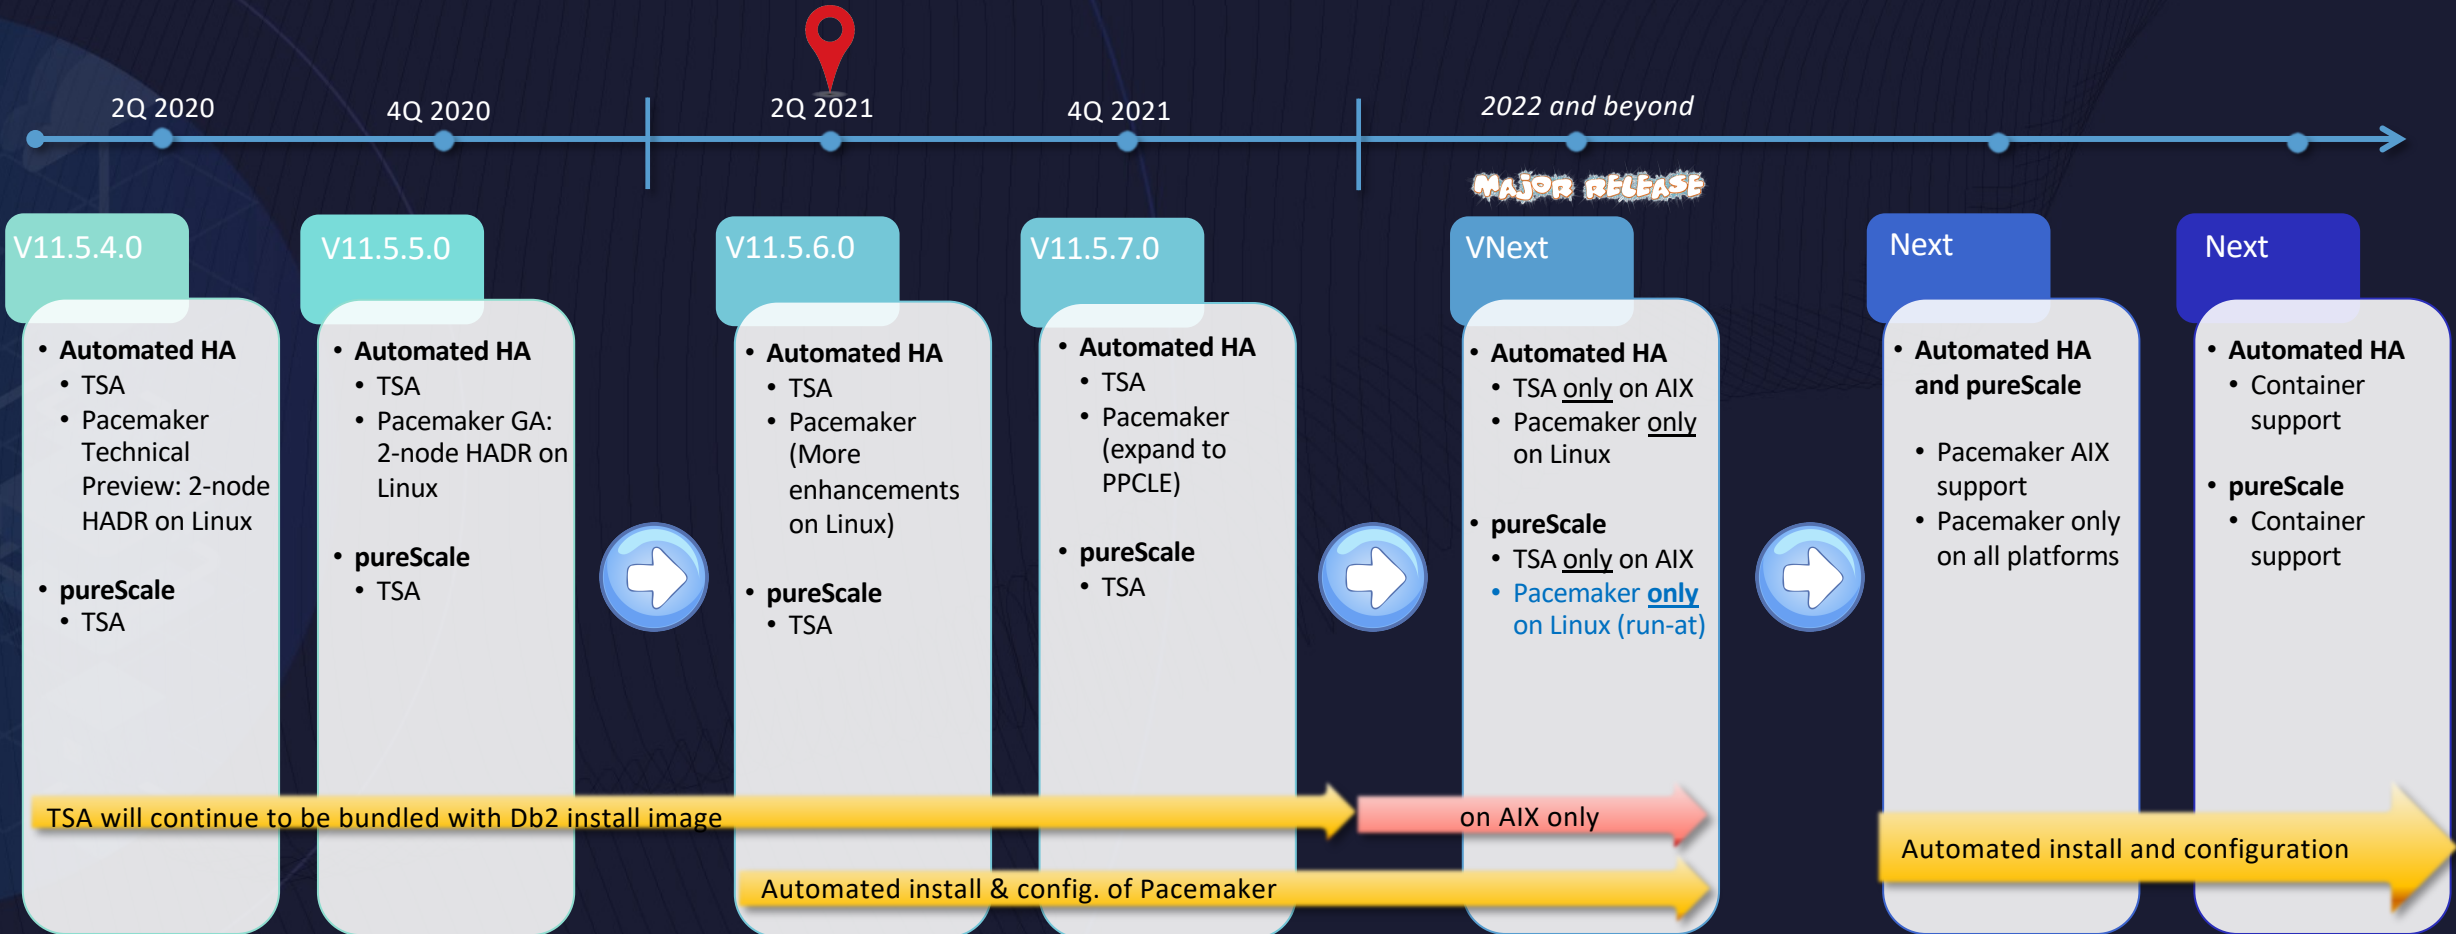 2Q 2020
4Q 2020
2Q 2021
4Q 2021
2022 and beyond
MAJOR RELEASE
V11.5.4.0
• Automated HA
• TSA
• Pacemaker
Technical
Preview: 2-node
HADR on Linux
• pureScale
• TSA
V11.5.5.0
• Automated HA
• TSA
• Pacemaker GA:
2-node HADR on
Linux
• pureScale
• TSA
V11.5.6.0
• Automated HA
• TSA
• Pacemaker
(More
enhancements
on Linux)
• pureScale
• TSA
V11.5.7.0
• Automated HA
• TSA
• Pacemaker
(expand to
PPCLE)
• pureScale
• TSA
VNext
• Automated HA
• TSA only on AIX
• Pacemaker only
on Linux
• pureScale
• TSA only on AIX
• Pacemaker only
on Linux (run-at)
Next
• Automated HA
and pureScale
• Pacemaker AIX
support
• Pacemaker only
on all platforms
Next
• Automated HA
• Container
support
• pureScale
• Container
support
TSA will continue to be bundled with Db2 install image
on AIX only
Automated install and configuration
Automated install & config. of Pacemaker